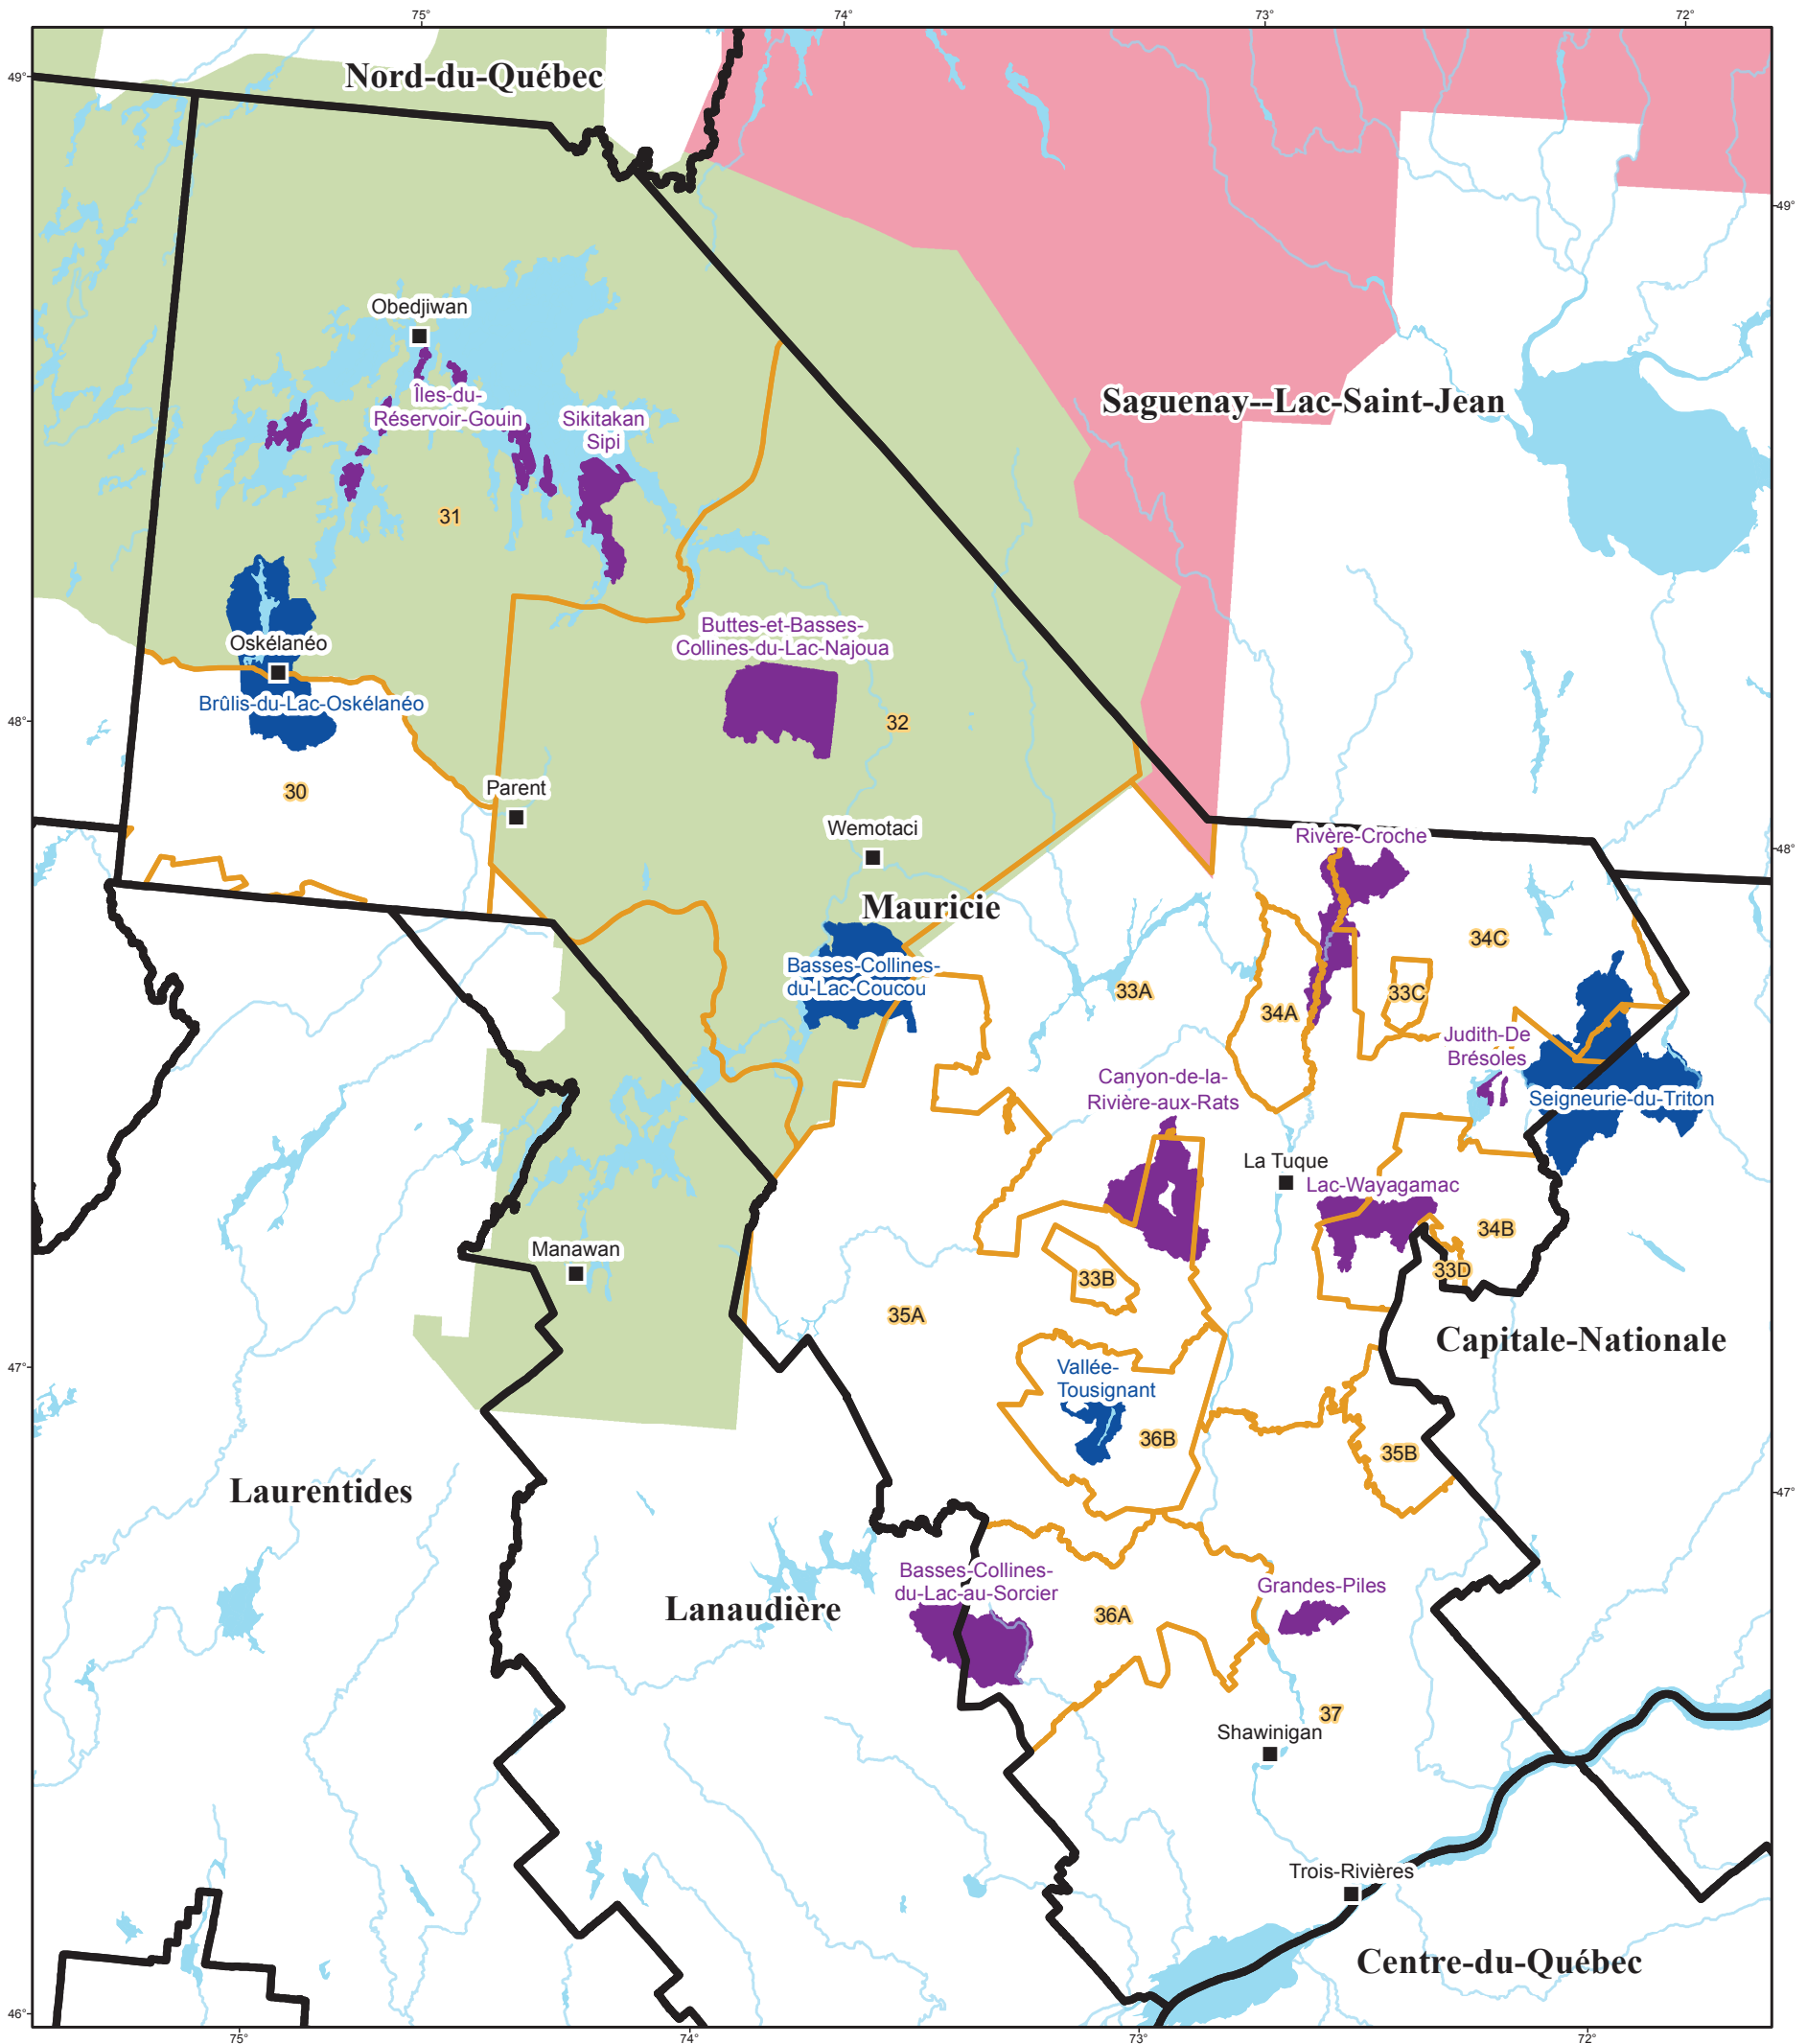 75°
74°
73°
72°
49°
Nord-du-Québec
49°
Obedjiwan
Îles-du-
Réservoir-Gouin
Sikitakan
Sipi
Saguenay--Lac-Saint-Jean
31
Buttes-et-Basses-
Collines-du-Lac-Najoua
Oskélanéo
Brûlis-du-Lac-Oskélanéo
48°
32
30
Parent
Wemotaci
Rivère-Croche
48°
Mauricie
34C
Basses-Collines-
du-Lac-Coucou
33A
33C
34A
Judith-De
Brésoles
Canyon-de-la-
Rivière-aux-Rats
Seigneurie-du-Triton
La Tuque
Lac-Wayagamac
34B
Manawan
33B
33D
35A
Capitale-Nationale
47°
Vallée-
Tousignant
36B
35B
Laurentides
47°
Basses-Collines-
du-Lac-au-Sorcier
Grandes-Piles
Lanaudière
36A
37
Shawinigan
Trois-Rivières
Centre-du-Québec
46°
75°
74°
73°
72°